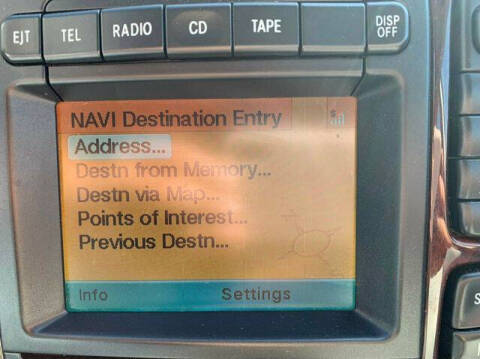 EJT TEL RADIO CD TAPE DISP OFF
NAVI Destination Entry
Address...
Destn from Memory...
Destn via Map...
Points of Interest...
Previous Destn...
Info Settings